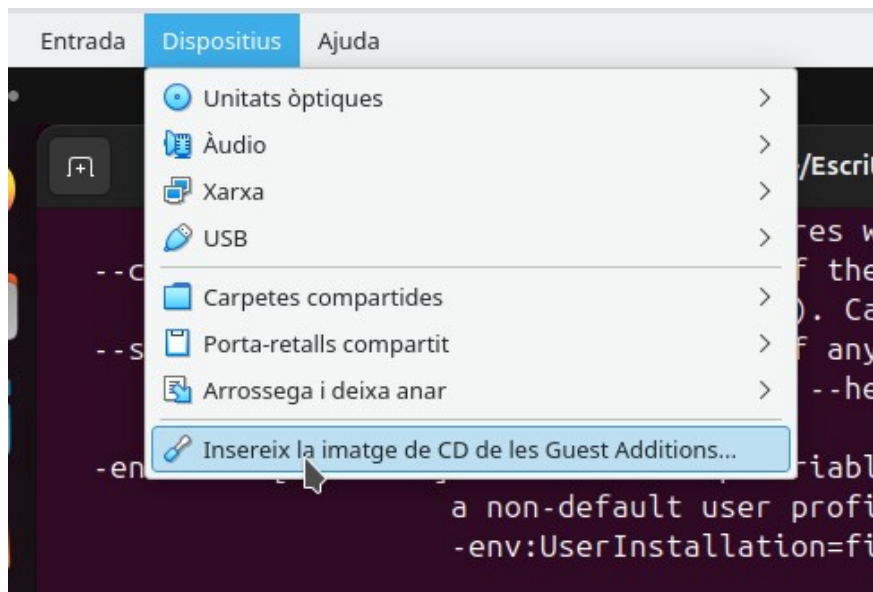 Entrada Dispositius Ajuda
Unitats òptiques
Àudio
/Escri
Xarxa
USB
res
--c f the
Carpetes compartides
). Ca
Porta-retalls compartit
--s f any
Arrossega i deixa anar
--he
Insereix la imatge de CD de les Guest Additions...
-en riabl
a non-default user profi
-env:UserInstallation=fi